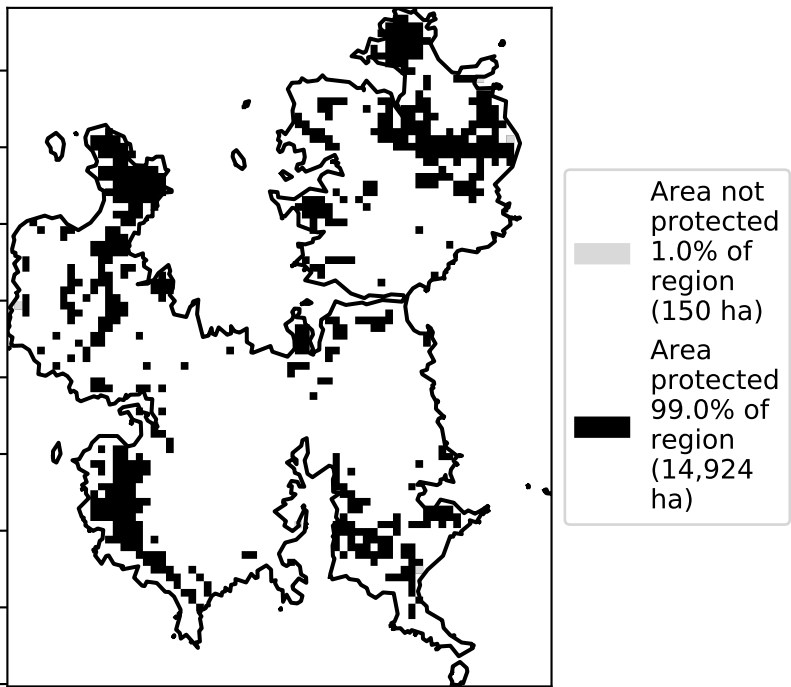 Area not
protected
1.0% of
region
(150 ha)
Area
protected
99.0% of
region
(14,924
ha)